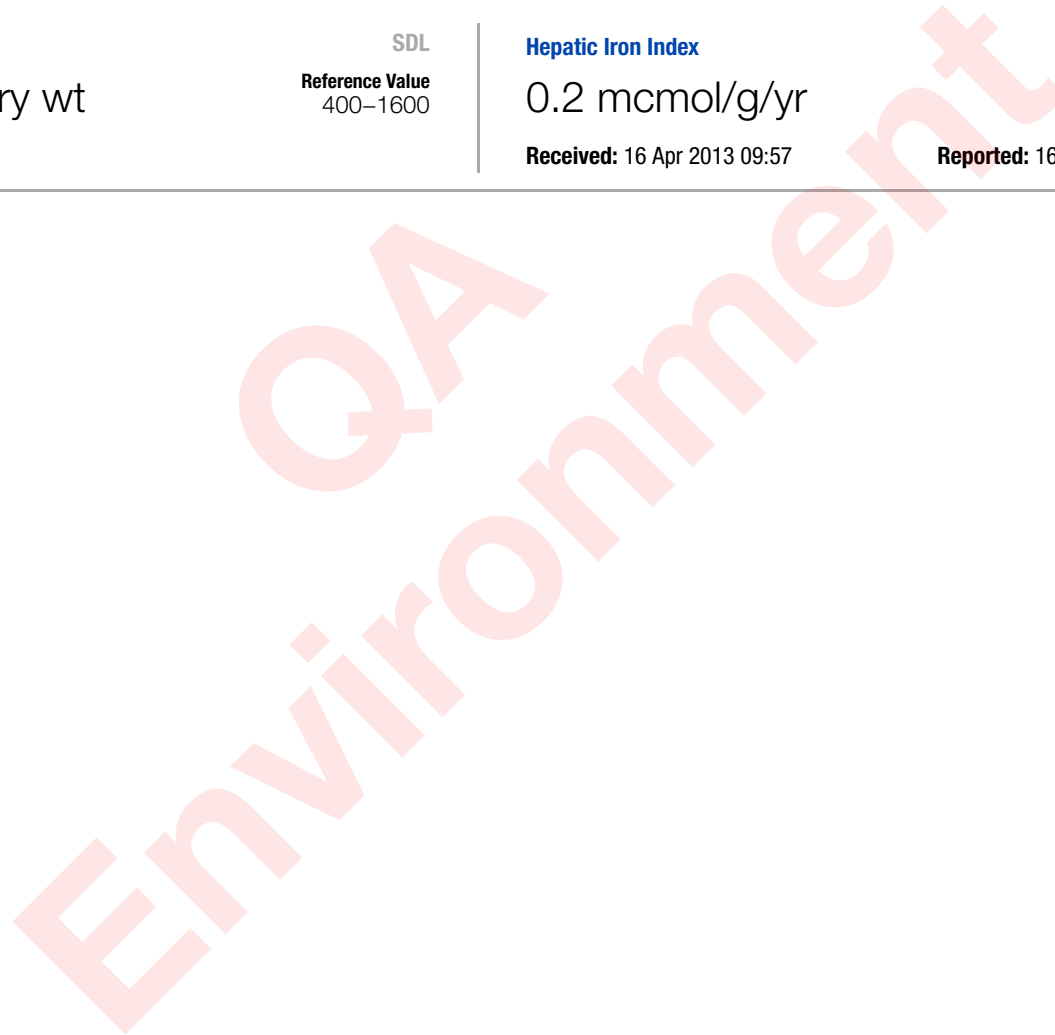 SDL
ry wt
Reference Value
400–1600
Hepatic Iron Index
0.2 mcmol/g/yr
Received: 16 Apr 2013 09:57
Reported: 16
QA
Environment